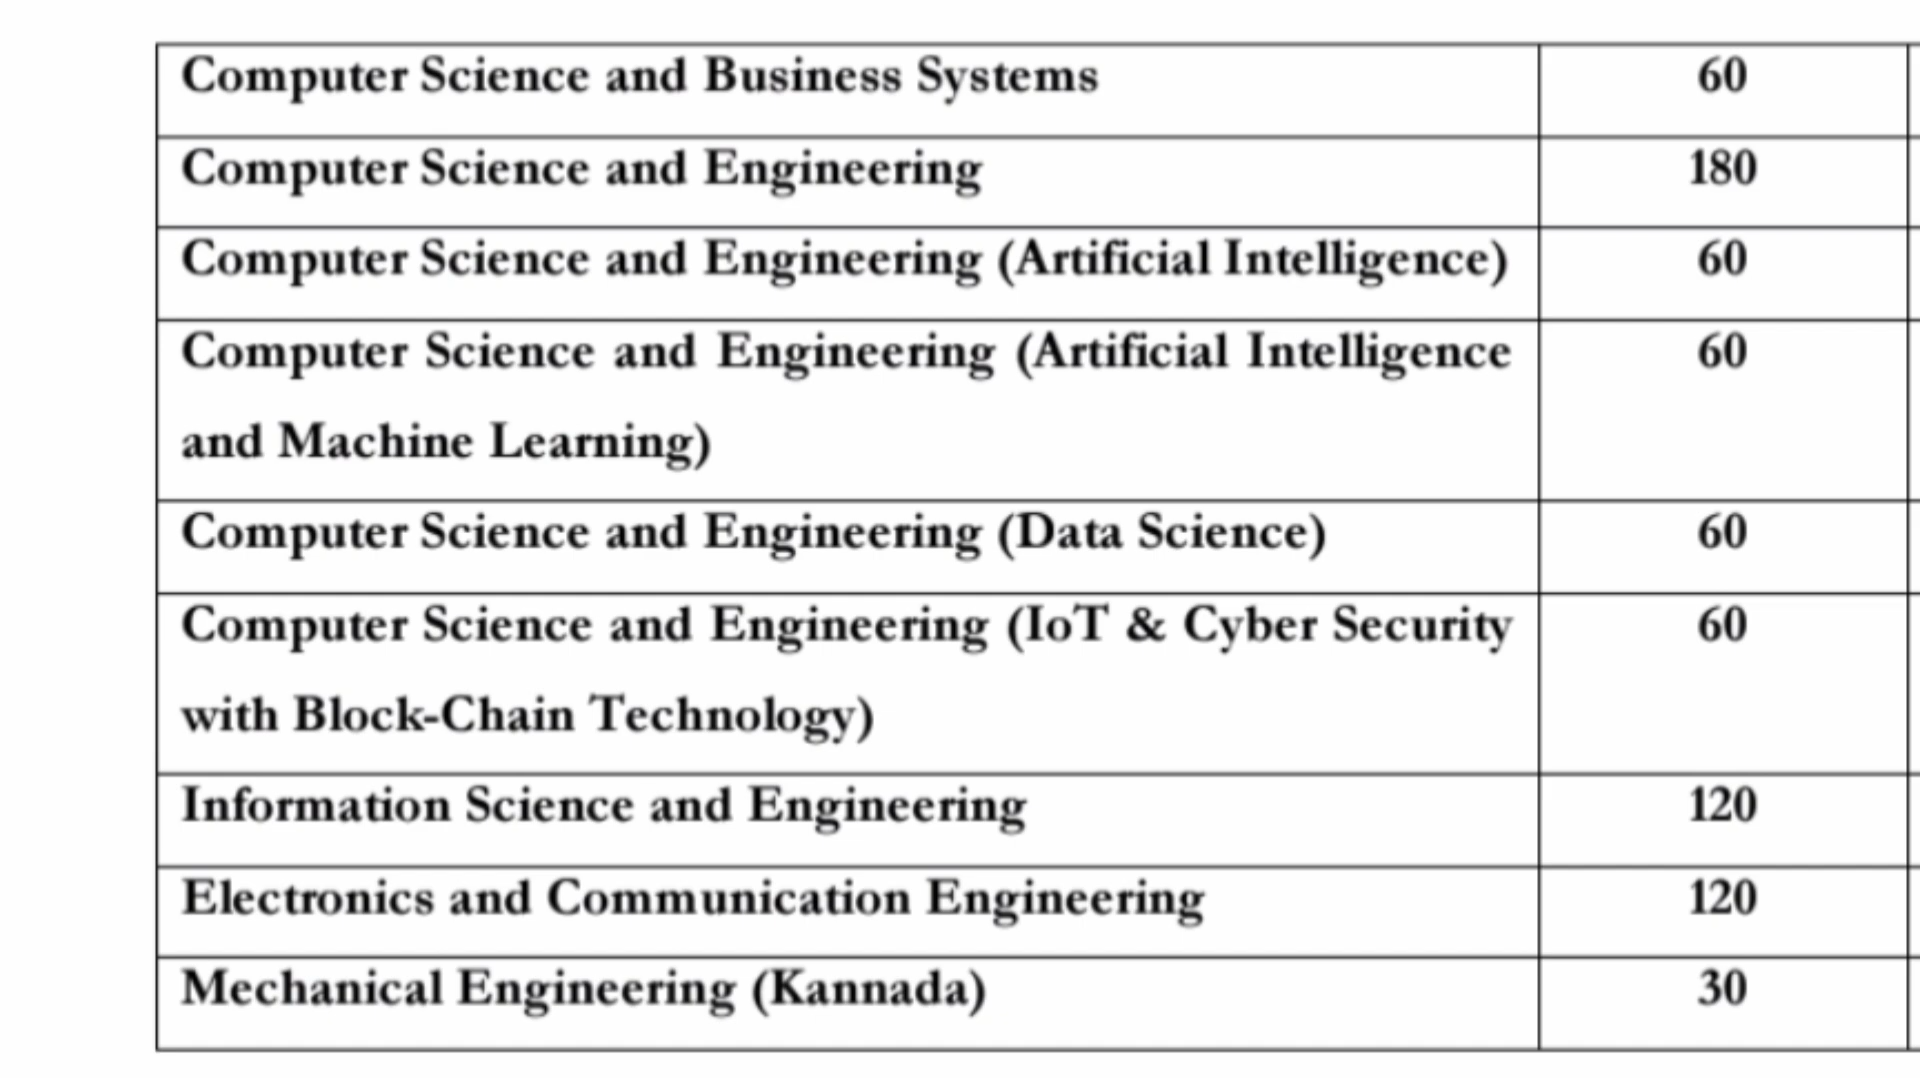 Computer Science and Business Systems 60
Computer Science and Engineering 180
Computer Science and Engineering (Artificial Intelligence) 60
Computer Science and Engineering (Artificial Intelligence 60
and Machine Learning)
Computer Science and Engineering (Data Science) 60
Computer Science and Engineering (IoT & Cyber Security 60
with Block-Chain Technology)
Information Science and Engineering 120
Electronics and Communication Engineering 120
Mechanical Engineering (Kannada) 30